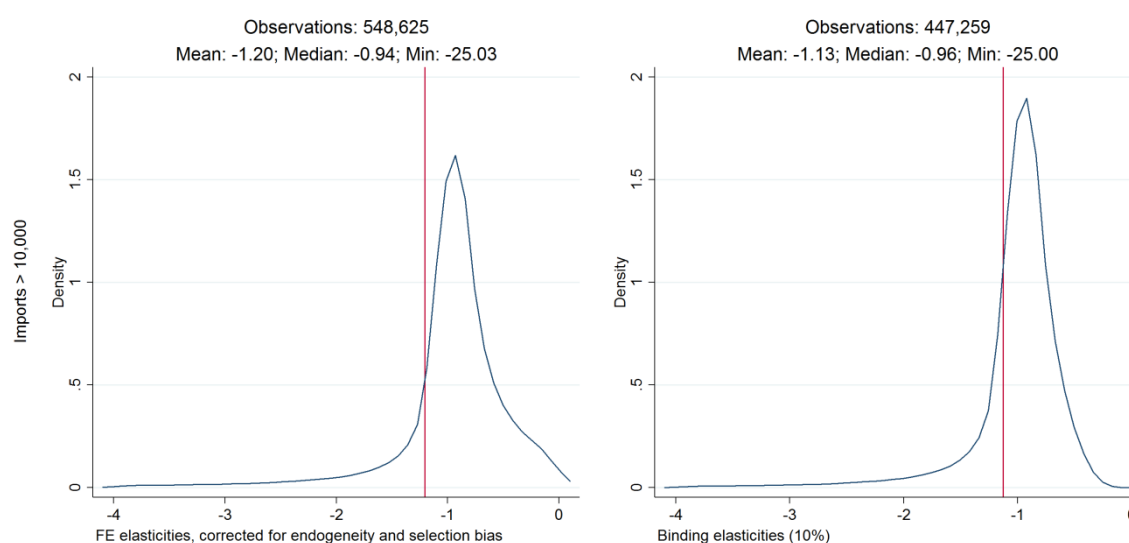 Observations: 548,625
Mean: -1.20; Median: -0.94; Min: -25.03
Imports > 10,000
Density
2
1.5
1
.5
0
-4 -3 -2 -1 0
FE elasticities, corrected for endogeneity and selection bias
Observations: 447,259
Mean: -1.13; Median: -0.96; Min: -25.00
Density
2
1.5
1
.5
0
-4 -3 -2 -1 0
Binding elasticities (10%)